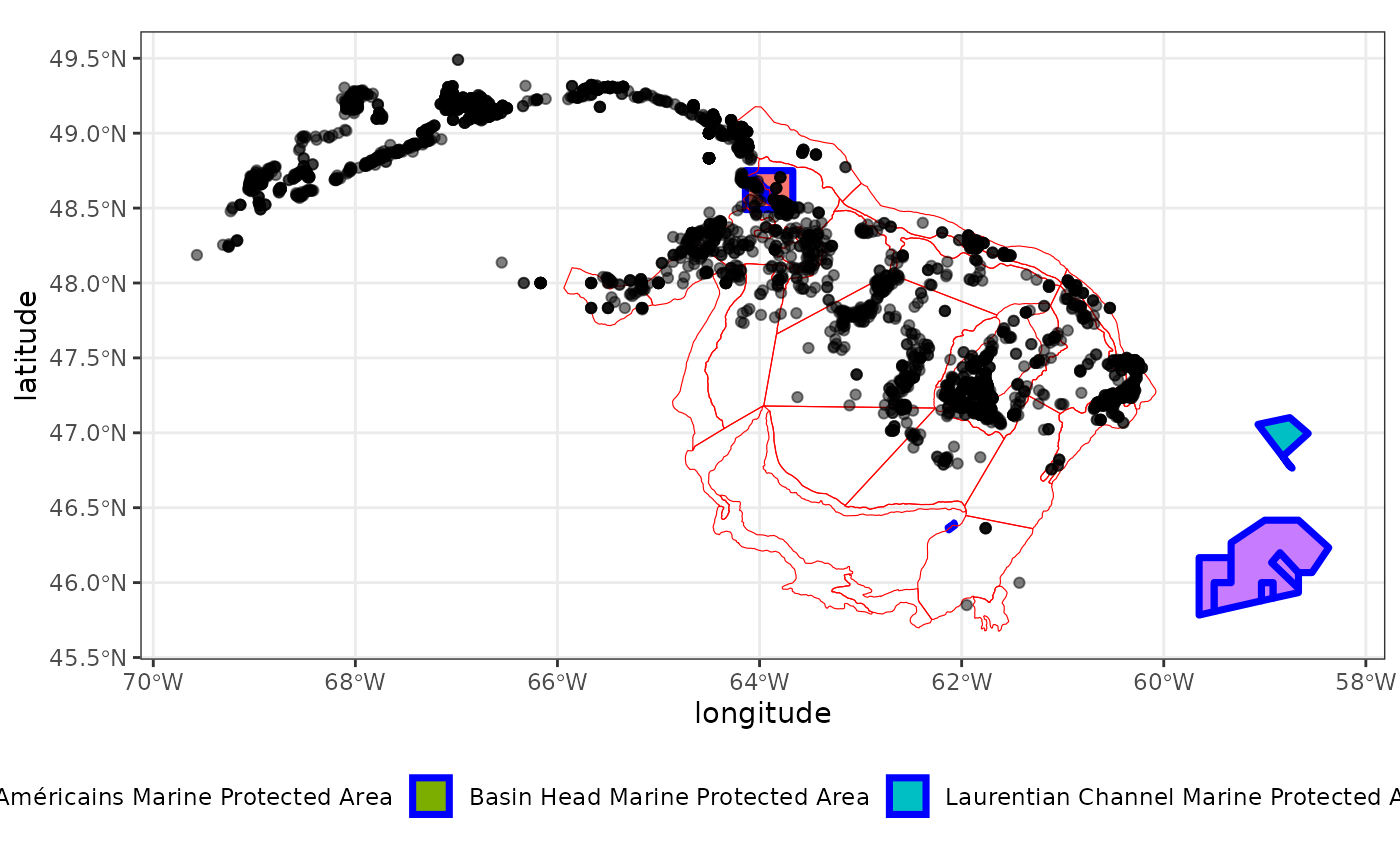 49.5°N
49.0°N
48.5°N
48.0°N
47.5°N
47.0°N
46.5°N
46.0°N
45.5°N
latitude
70°W 68°W 66°W 64°W 62°W 60°W 58°W
longitude
Américains Marine Protected Area Basin Head Marine Protected Area Laurentian Channel Marine Protected A